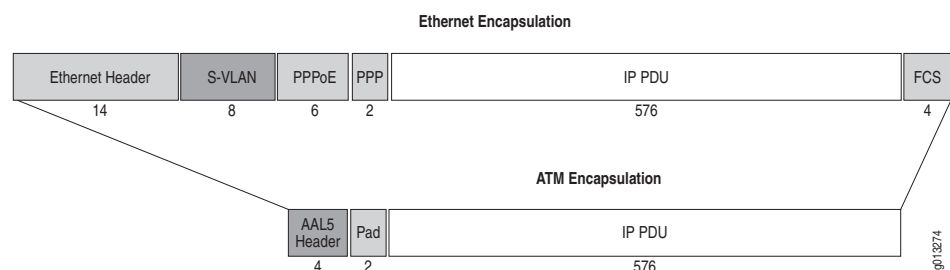 Ethernet Encapsulation
Ethernet Header S-VLAN PPPoE PPP IP PDU FCS
14 8 6 2 576 4
ATM Encapsulation
AAL5
Header Pad IP PDU
4 2 576
g013274